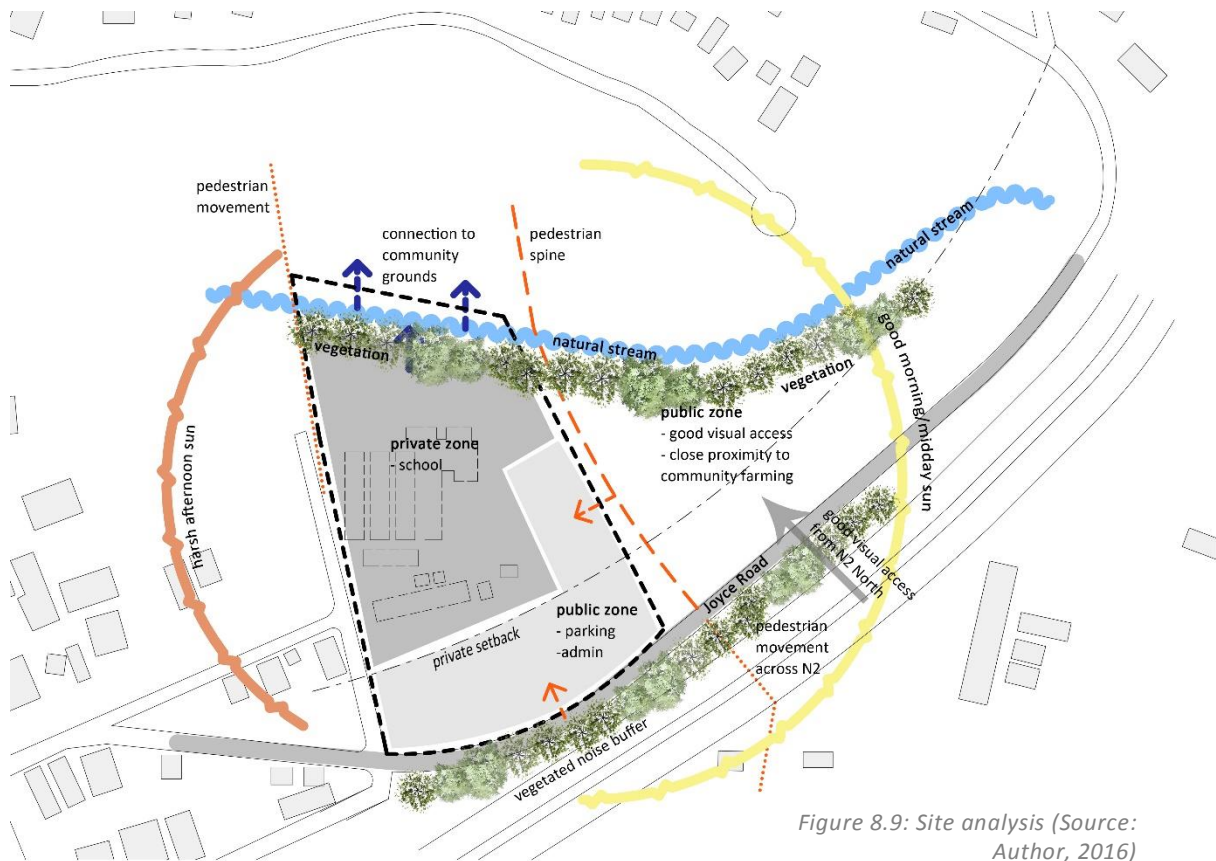 pedestrian
movement
connection to
community
grounds
pedestrian
spine
natural stream
natural stream
vegetation
vegetation
good morning/midday sun
harsh afternoon sun
public zone
- good visual access
- close proximity to
community farming
private zone
- school
good visual access
from N2 North
Joyce Road
public zone
- parking
-admin
private setback
pedestrian
movement
across N2
vegetated noise buffer
Figure 8.9: Site analysis (Source:
Author, 2016)